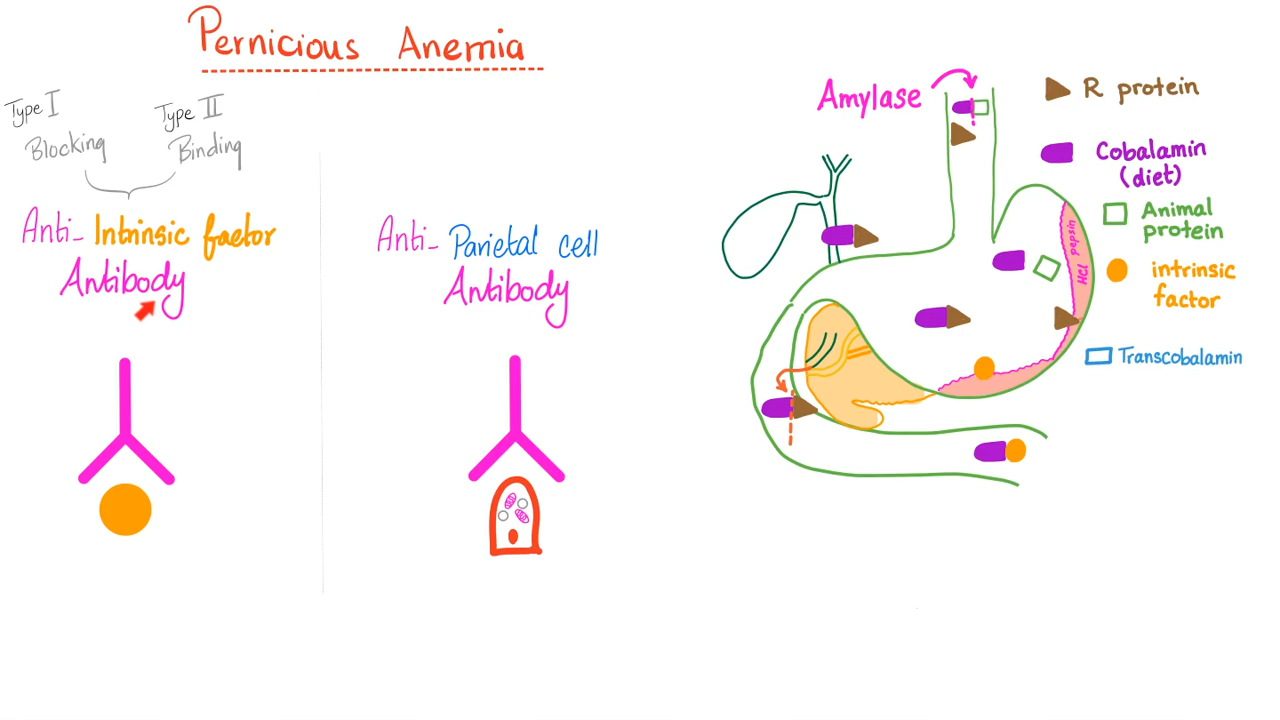 Pernicious Anemia
Type I
Blocking
Type II
Binding
Anti-Intrinsic factor
Antibody
Anti-Parietal cell
Antibody
Amylase
R protein
Cobalamin
(diet)
Animal
protein
intrinsic
factor
Transcobalamin
HCl Pepsin